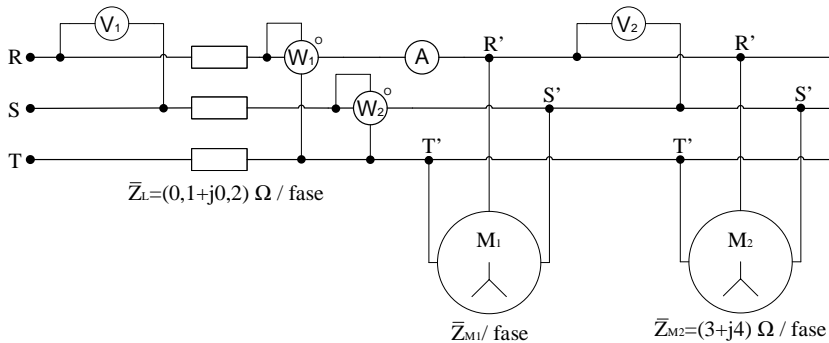 V1 V2
R W1 A R' R'
S W2 S' S'
T T' T'
Z̅L=(0,1+j0,2) Ω / fase
M1 M2
Z̅M1/ fase Z̅M2=(3+j4) Ω / fase